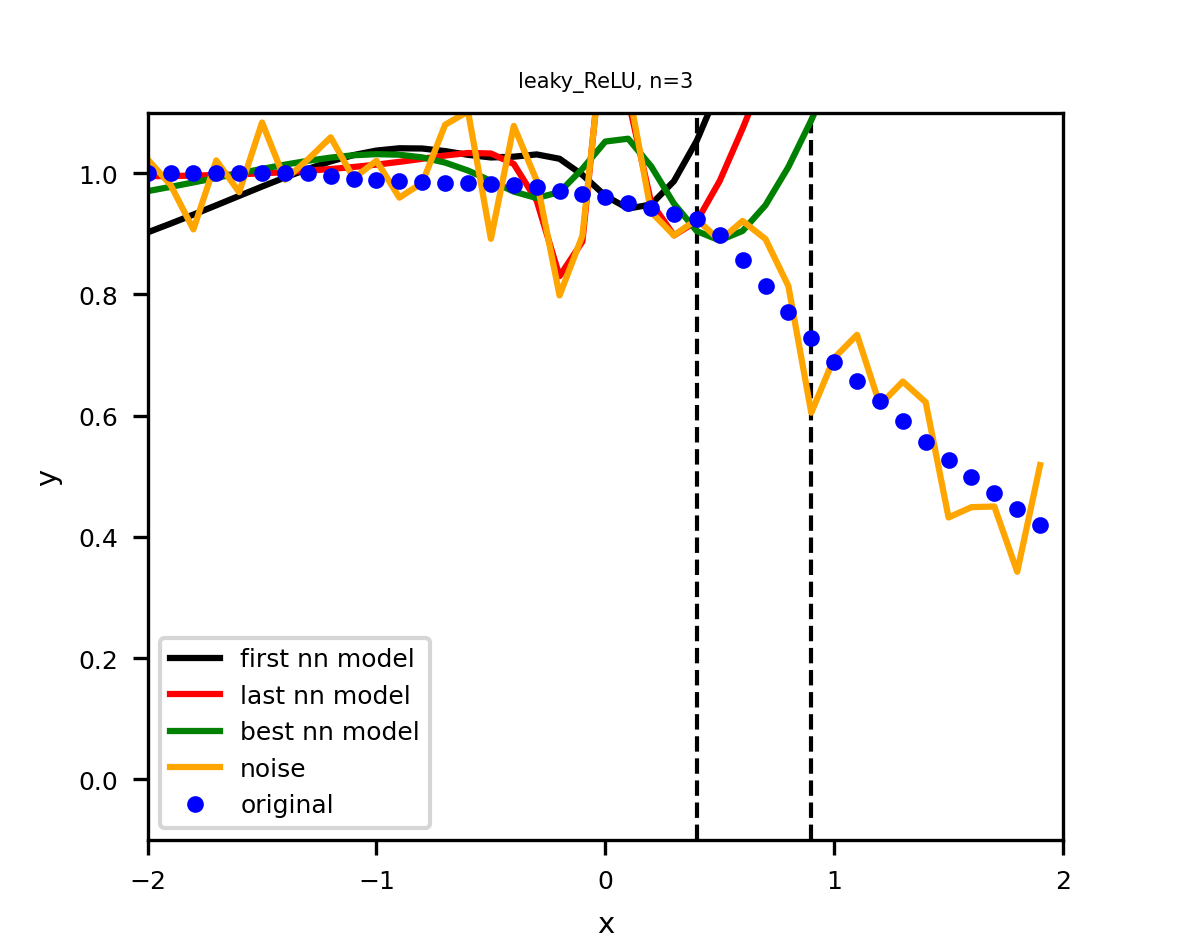 leaky_ReLU, n=3
1.0
0.8
0.6
0.4
0.2
0.0
y
first nn model
last nn model
best nn model
noise
original
−2
−1
0
1
2
x